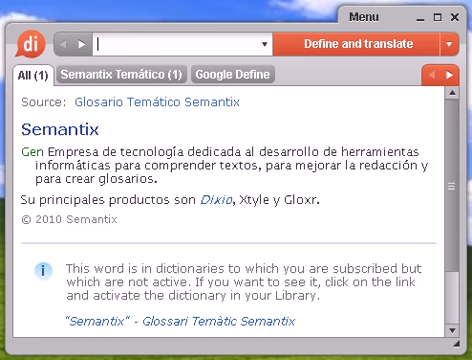 Menu
di
Define and translate
All (1)
Semantix Temático (1)
Google Define
Source: Glosario Temático Semantix
Semantix
Gen Empresa de tecnología dedicada al desarrollo de herramientas
informáticas para comprender textos, para mejorar la redacción y
para crear glosarios.
Su principales productos son Dixio, Xtyle y Gloxr.
© 2010 Semantix
i
This word is in dictionaries to which you are subscribed but
which are not active. If you want to see it, click on the link
and activate the dictionary in your Library.
"Semantix" - Glossari Temàtic Semantix